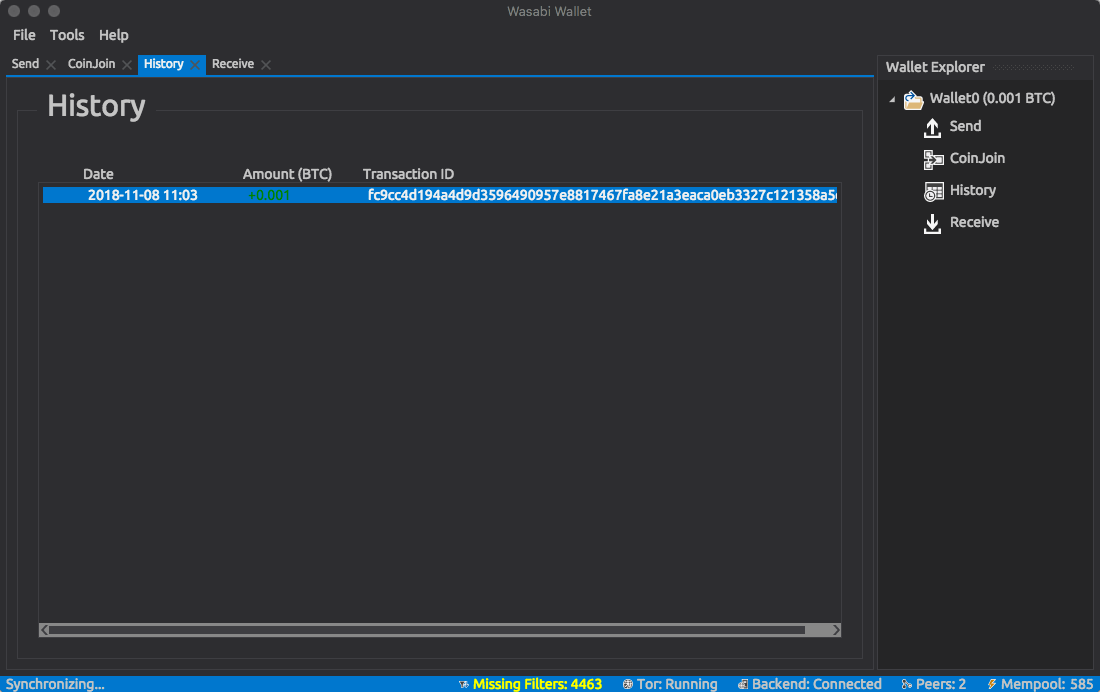 Wasabi Wallet
File Tools Help
Send CoinJoin History Receive
Wallet Explorer
History
Wallet0 (0.001 BTC)
Send
CoinJoin
History
Receive
Date Amount (BTC) Transaction ID
2018-11-08 11:03 +0.001 fc9cc4d194a4d9d3596490957e8817467fa8e21a3eaca0eb3327c121358a5
Synchronizing... Missing Filters: 4463 Tor: Running Backend: Connected Peers: 2 Mempool: 585